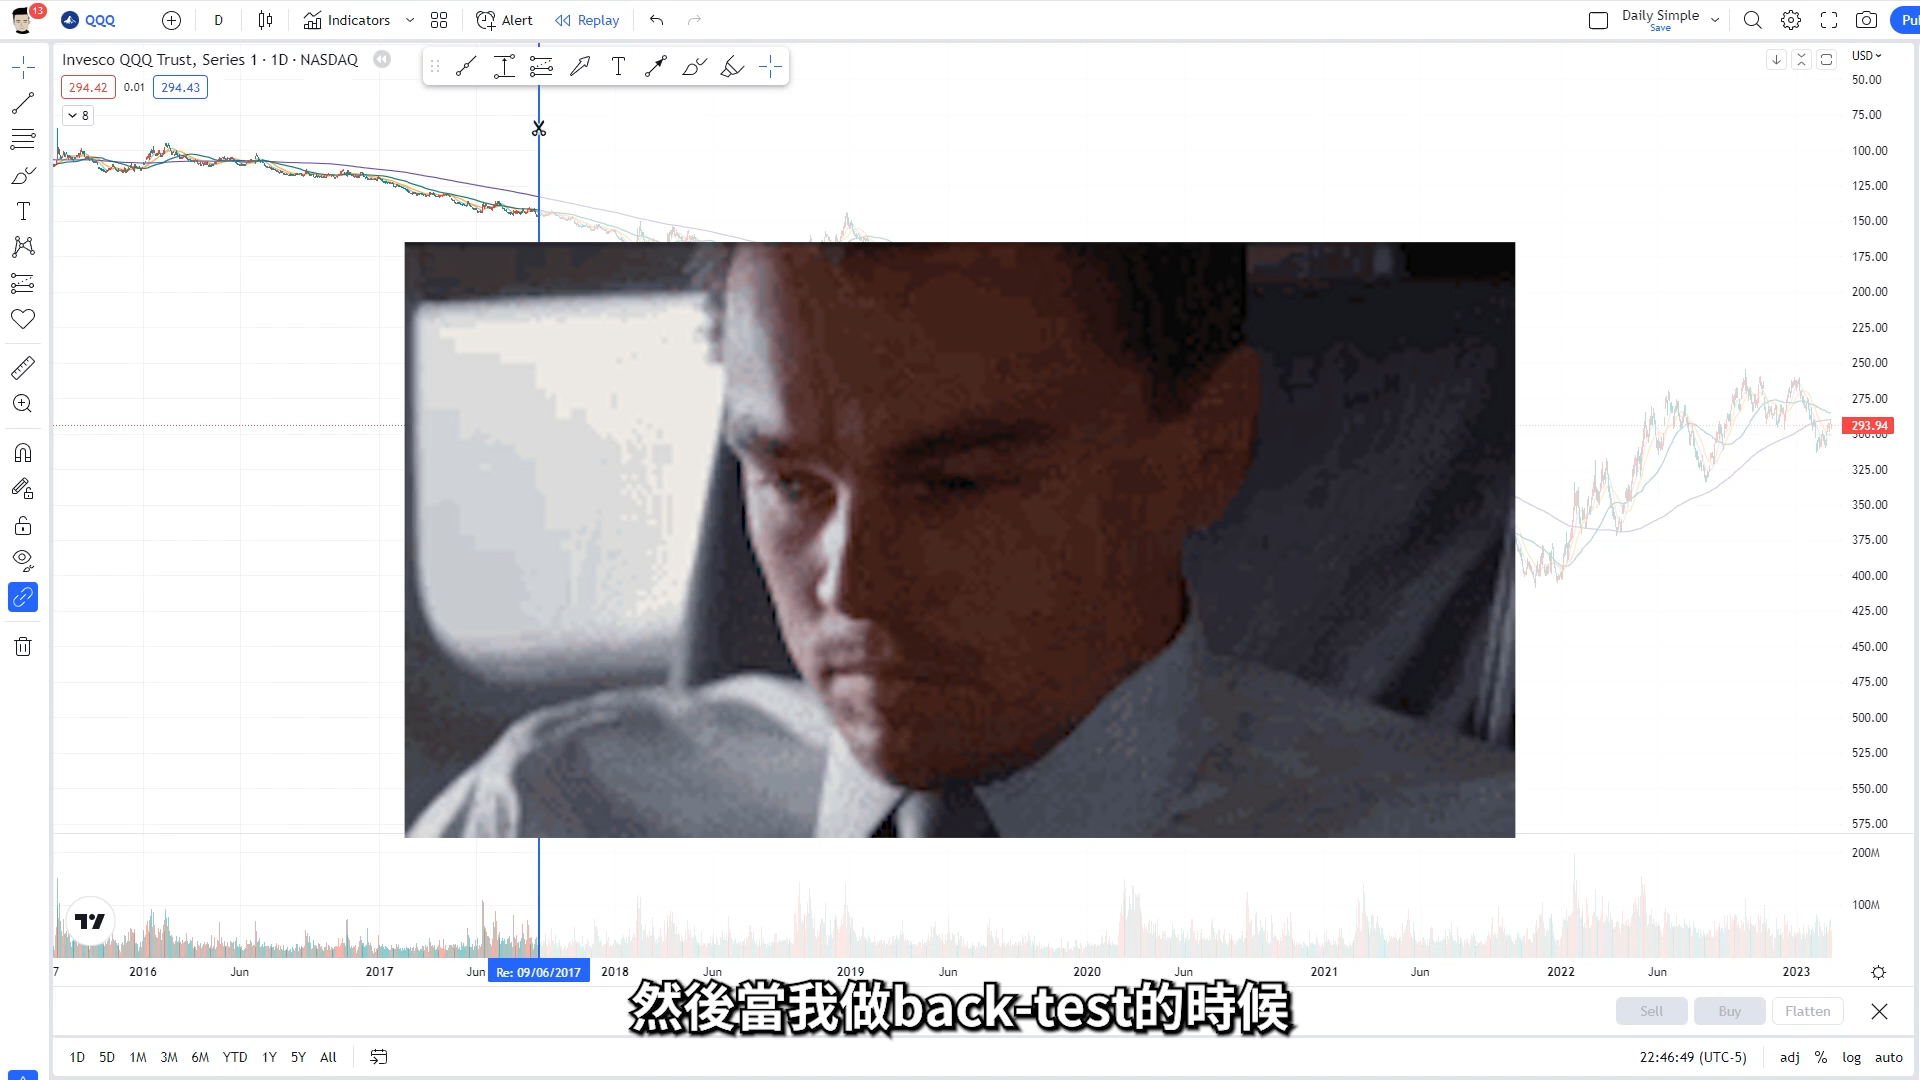 13
QQQ
D
Indicators
Alert
Replay
Daily Simple
Save
Pu
Invesco QQQ Trust, Series 1 · 1D · NASDAQ
294.42
0.01
294.43
8
USD
50.00
75.00
100.00
125.00
150.00
175.00
200.00
225.00
250.00
275.00
293.94
300.00
325.00
350.00
375.00
400.00
425.00
450.00
475.00
500.00
525.00
550.00
575.00
200M
100M
7
2016
Jun
2017
Jun
Re: 09/06/2017
2018
Jun
2019
Jun
2020
Jun
2021
Jun
2022
Jun
2023
然後當我做back-test的時候
Sell
Buy
Flatten
1D
5D
1M
3M
6M
YTD
1Y
5Y
All
22:46:49 (UTC-5)
adj
%
log
auto